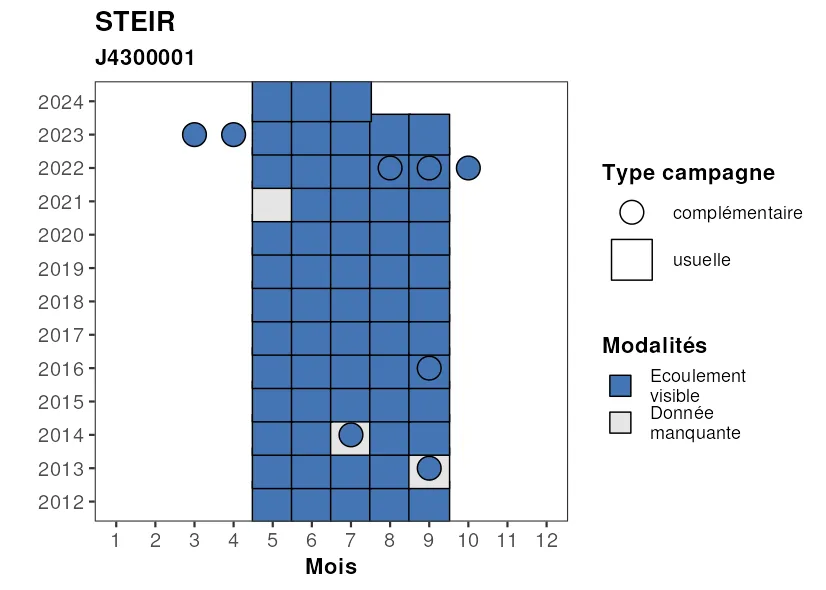 STEIR
J4300001
2024
2023
2022
2021
2020
2019
2018
2017
2016
2015
2014
2013
2012
1 2 3 4 5 6 7 8 9 10 11 12
Mois
Type campagne
complémentaire
usuelle
Modalités
Ecoulement
visible
Donnée
manquante